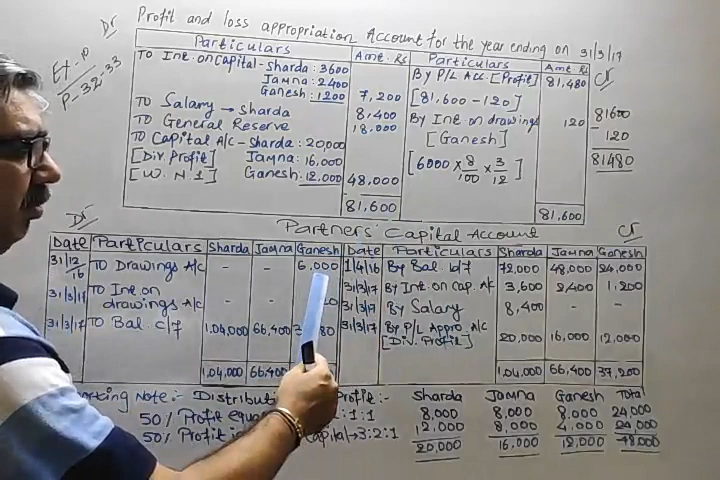 Dr Profit and loss appropriation Account for the year ending on 31/3/17
Ex-P
P-32-33
Particulars Amt. Rs Particulars Amt. Rs Cr
To Int. on Capital - Sharda: 3600 By P/L Acc. [Profit] 81,480
Jamna: 2400
Ganesh: 1200 7,200 [81,600 - 120]
To Salary → Sharda 8,400 By Int on drawings 120
To General Reserve 18,000 [Ganesh]
To Capital A/c - Sharda: 20,000 [6000 × 8/100 × 3/12]
[Div. Profit] Jamna: 16,000
[W. N 1] Ganesh: 12,000 48,000
81,600 81,600
81600
- 120
81480
Dr Partners' Capital Account Cr
Date Particulars Sharda Jamna Ganesh Date Particulars Sharda Jamna Ganesh
31/12/16 To Drawings A/c - - 6,000 1/4/16 By Bal. b/f 72,000 48,000 24,000
31/3/17 To Int. on drawings A/c - - 31/3/17 By Int. on Cap. A/c 3,600 2,400 1,200
31/3/17 By Salary 8,400 - -
31/3/17 To Bal. c/f 1,04,000 66,400 31/3/17 By P/L Appro. A/c [Div. Profit] 20,000 16,000 12,000
1,04,000 66,400 1,04,000 66,400 37,200
Note:- Distribut Profit:- Sharda Jamna Ganesh Total
50% Profit equa :1:1 8,000 8,000 8,000 24,000
50% Profit i apital→3:2:1 12,000 8,000 4,000 24,000
20,000 16,000 12,000 48,000